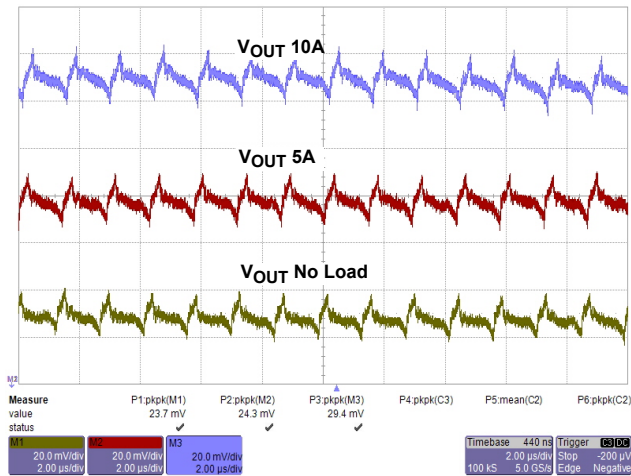 VOUT 10A
VOUT 5A
VOUT No Load
Measure P1:pkpk(M1) P2:pkpk(M2) P3:pkpk(M3) P4:pkpk(C3) P5:mean(C2) P6:pkpk(C2)
value 23.7 mV 24.3 mV 29.4 mV
status ✔ ✔ ✔
M1 M2 M3 Timebase 440 ns Trigger C3 DC
20.0 mV/div 20.0 mV/div 20.0 mV/div 2.00 µs/div Stop -200 µV
2.00 µs/div 2.00 µs/div 2.00 µs/div 100 kS 5.0 GS/s Edge Negative